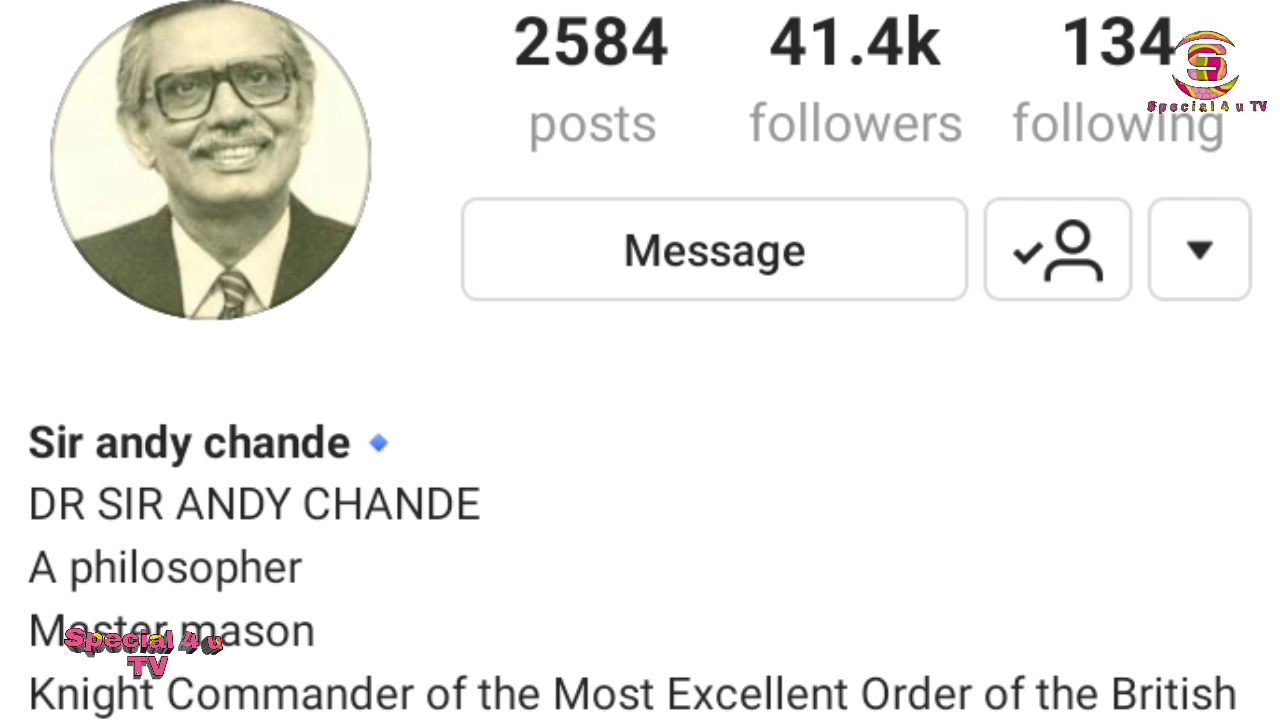 2584 41.4k 134
posts followers following
Special 4 u TV
Message
Sir andy chande
DR SIR ANDY CHANDE
A philosopher
Master mason
Special 4 u
TV
Knight Commander of the Most Excellent Order of the British